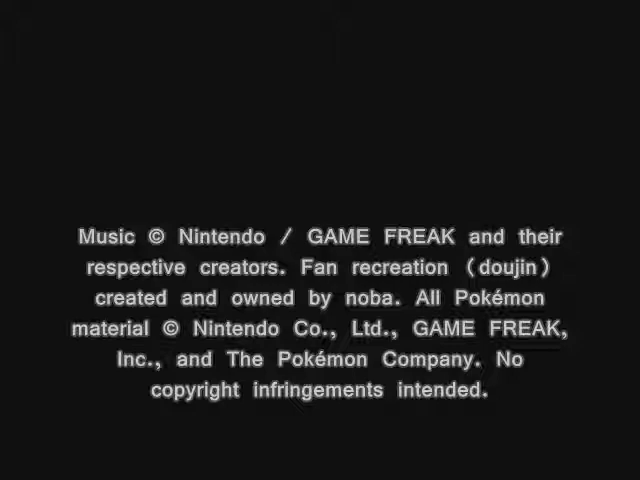 Music © Nintendo / GAME FREAK and their
respective creators. Fan recreation (doujin)
created and owned by noba. All Pokémon
material © Nintendo Co., Ltd., GAME FREAK,
Inc., and The Pokémon Company. No
copyright infringements intended.